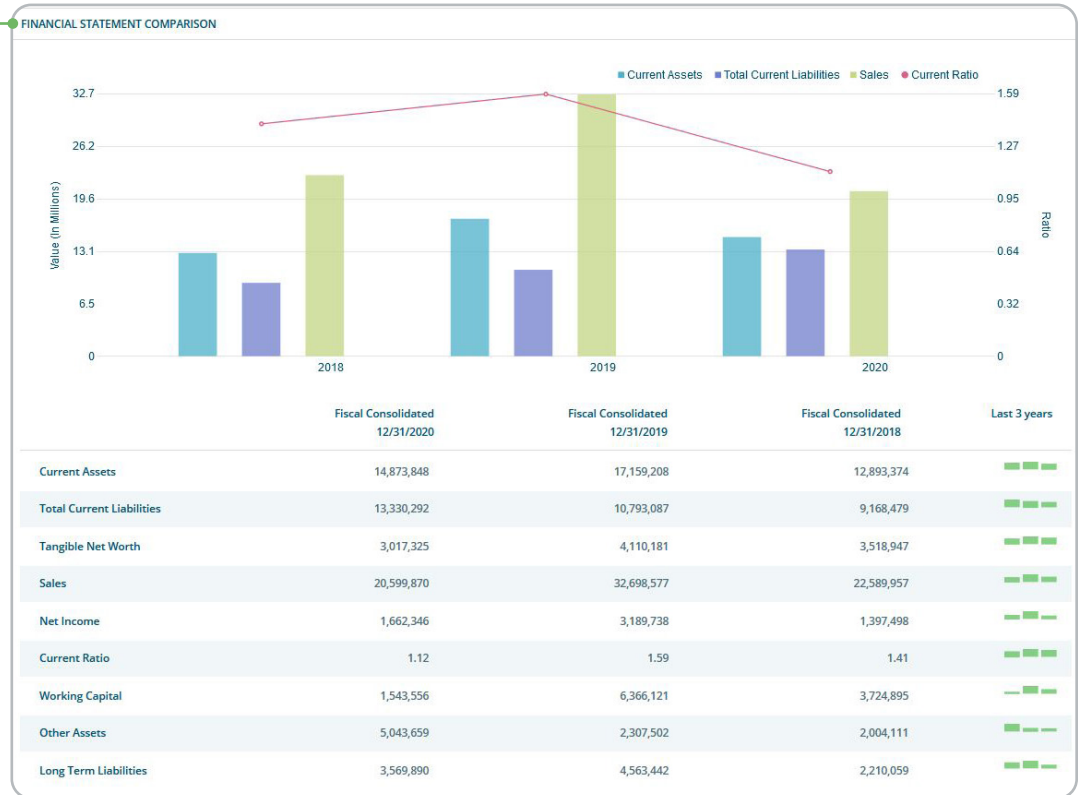 FINANCIAL STATEMENT COMPARISON
Current Assets Total Current Liabilities Sales Current Ratio
32.7 1.59
26.2 1.27
19.6 0.95
13.1 0.64
6.5 0.32
0 0
Value (In Millions)
Ratio
2018 2019 2020
Fiscal Consolidated Fiscal Consolidated Fiscal Consolidated Last 3 years
12/31/2020 12/31/2019 12/31/2018
Current Assets 14,873,848 17,159,208 12,893,374
Total Current Liabilities 13,330,292 10,793,087 9,168,479
Tangible Net Worth 3,017,325 4,110,181 3,518,947
Sales 20,599,870 32,698,577 22,589,957
Net Income 1,662,346 3,189,738 1,397,498
Current Ratio 1.12 1.59 1.41
Working Capital 1,543,556 6,366,121 3,724,895
Other Assets 5,043,659 2,307,502 2,004,111
Long Term Liabilities 3,569,890 4,563,442 2,210,059